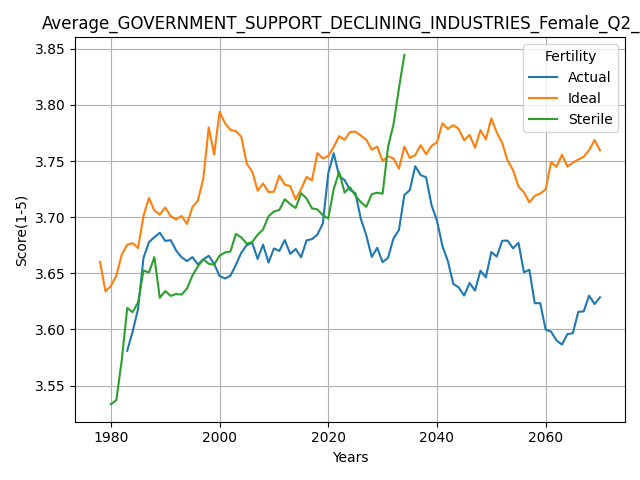 Average_GOVERNMENT_SUPPORT_DECLINING_INDUSTRIES_Female_Q2_
Fertility
Actual
Ideal
Sterile
3.85
3.80
3.75
3.70
3.65
3.60
3.55
Score(1-5)
1980 2000 2020 2040 2060
Years